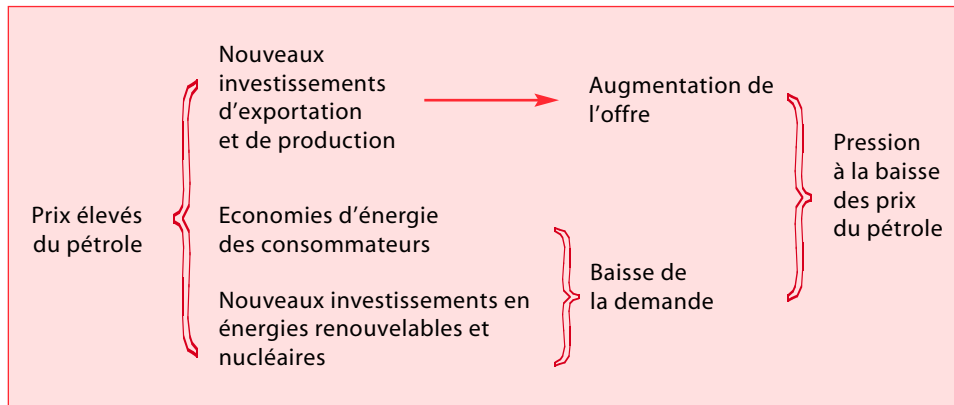 Prix élevés
du pétrole
Nouveaux
investissements
d’exportation
et de production
Economies d’énergie
des consommateurs
Nouveaux investissements en
énergies renouvelables et
nucléaires
Augmentation de
l’offre
Baisse de
la demande
Pression
à la baisse
des prix
du pétrole